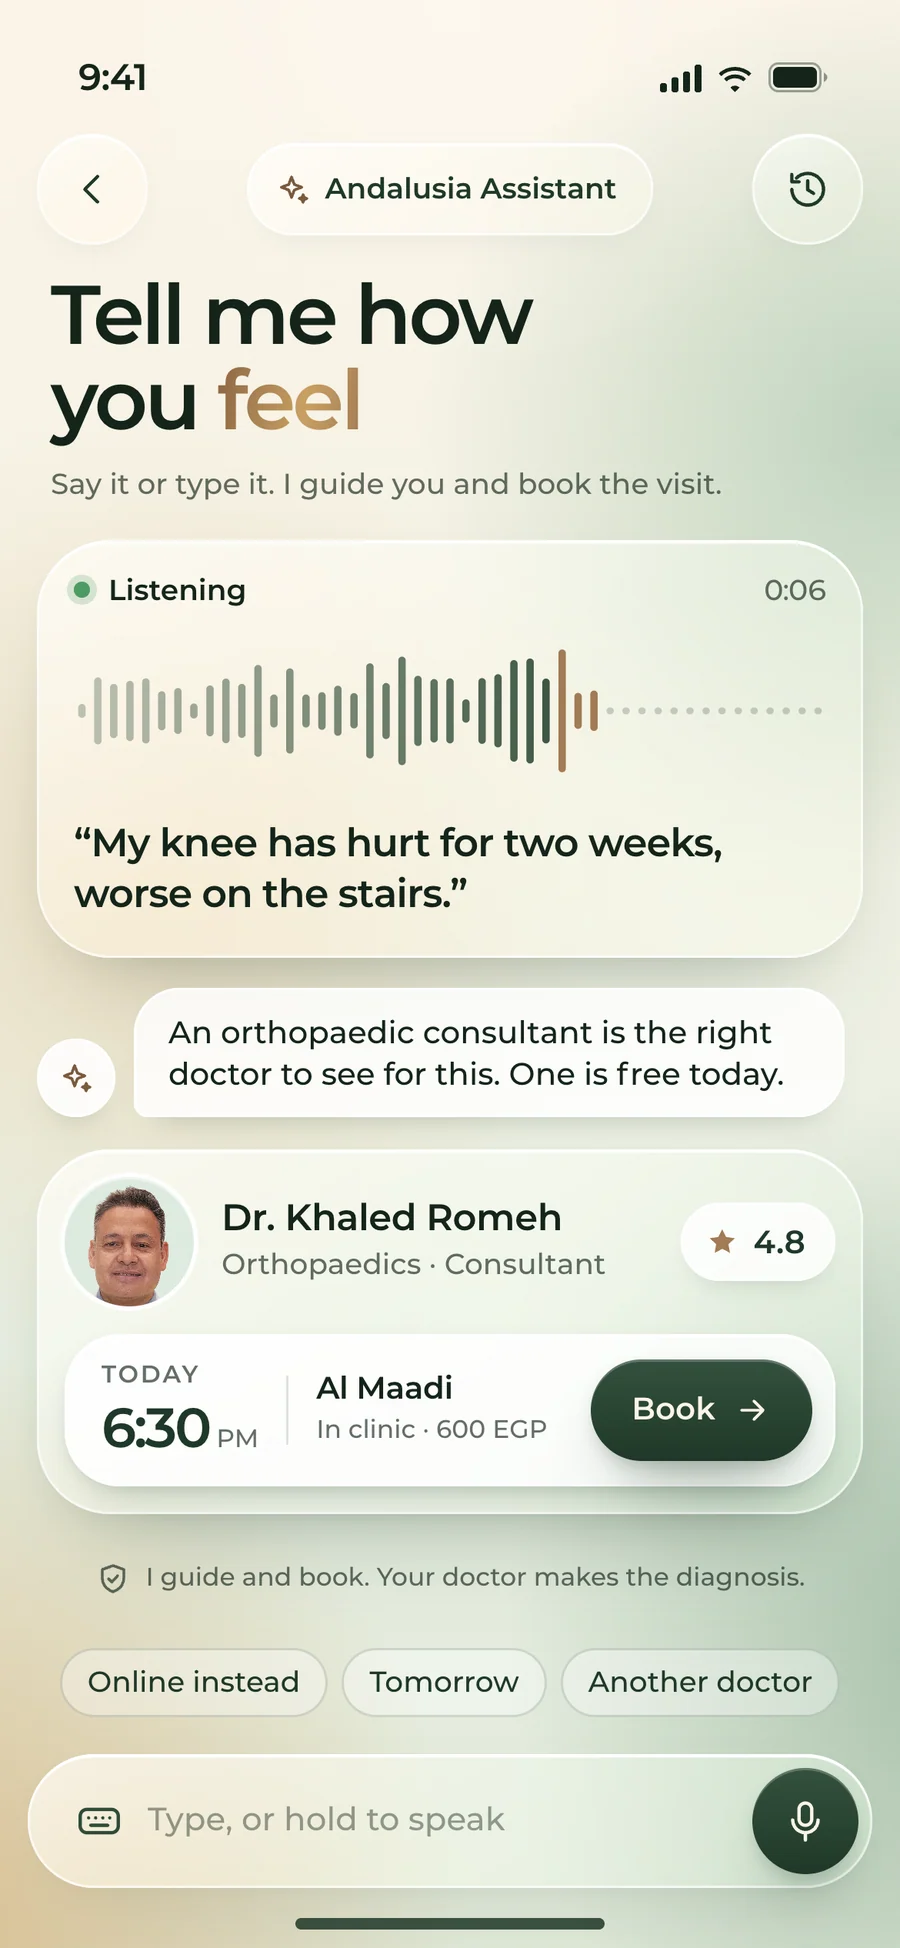 9:41
Andalusia Assistant
Tell me how
you feel
Say it or type it. I guide you and book the visit.
Listening
0:06
“My knee has hurt for two weeks,
worse on the stairs.”
An orthopaedic consultant is the right
doctor to see for this. One is free today.
Dr. Khaled Romeh
Orthopaedics · Consultant
4.8
TODAY
6:30 PM
Al Maadi
In clinic · 600 EGP
Book
I guide and book. Your doctor makes the diagnosis.
Online instead
Tomorrow
Another doctor
Type, or hold to speak